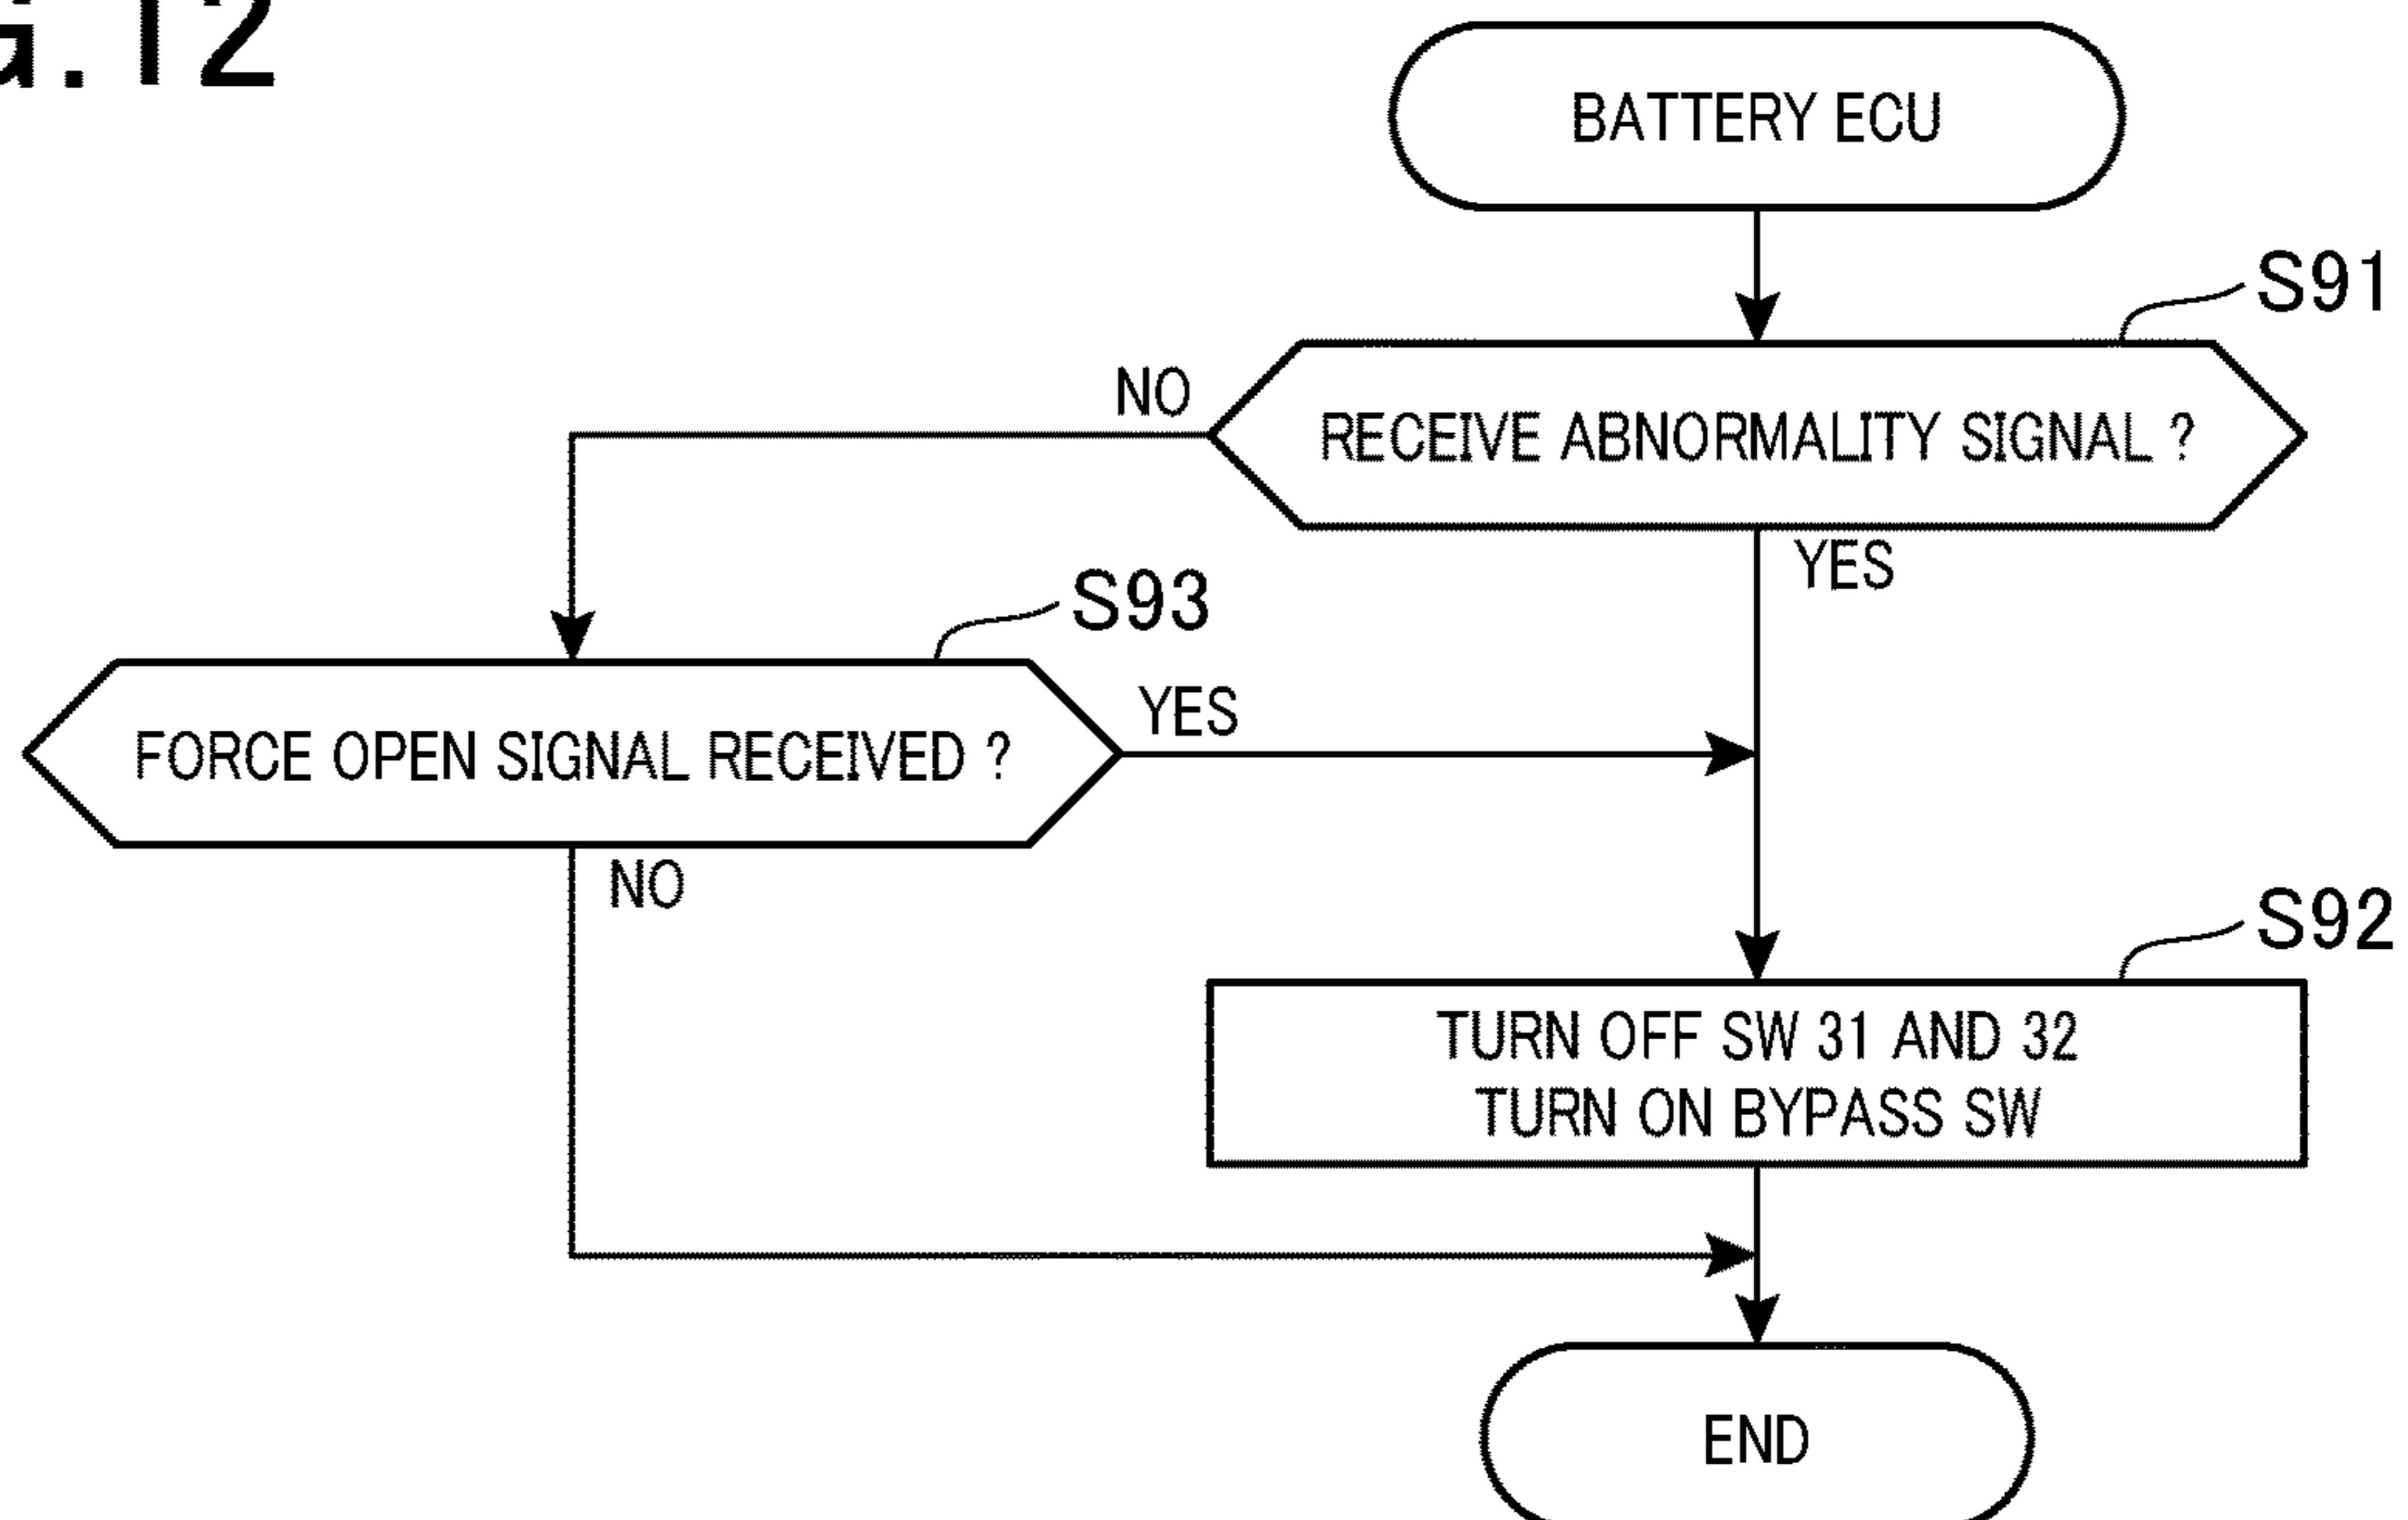 G.12
BATTERY ECU
S91
NO
RECEIVE ABNORMALITY SIGNAL ?
YES
S93
YES
FORCE OPEN SIGNAL RECEIVED ?
NO
S92
TURN OFF SW 31 AND 32
TURN ON BYPASS SW
END